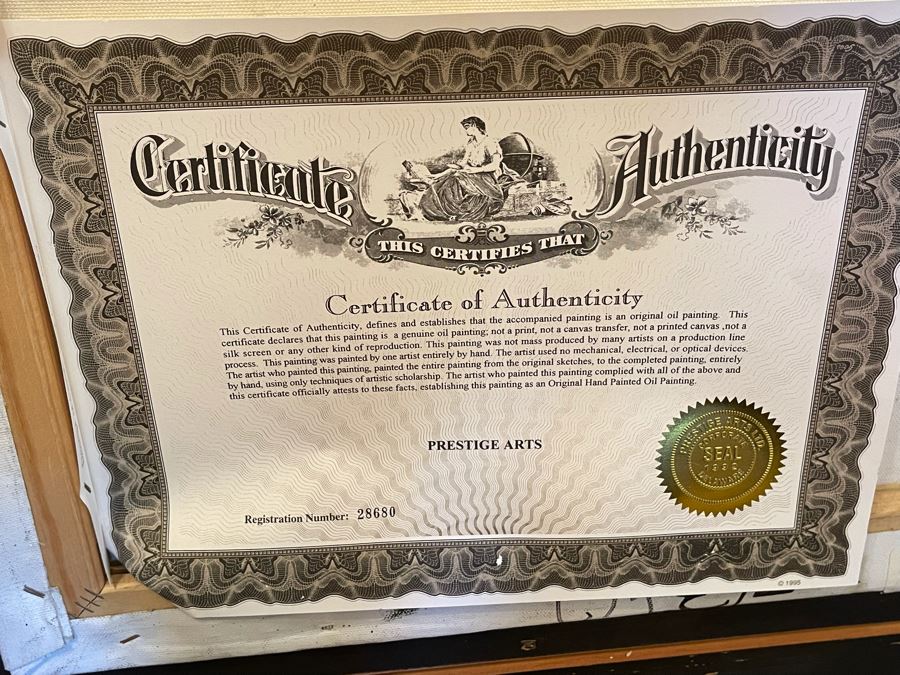 Certificate Authenticity
THIS CERTIFIES THAT
Certificate of Authenticity
This Certificate of Authenticity, defines and establishes that the accompanied painting is an original oil painting. This
certificate declares that this painting is a genuine oil painting; not a print, not a canvas transfer, not a printed canvas ,not a
silk screen or any other kind of reproduction. This painting was not mass produced by many artists on a production line
process. This painting was painted by one artist entirely by hand. The artist used no mechanical, electrical, or optical devices.
The artist who painted this painting, painted the entire painting from the original sketches, to the completed painting, entirely
by hand, using only techniques of artistic scholarship. The artist who painted this painting complied with all of the above and
this certificate officially attests to these facts, establishing this painting as an Original Hand Painted Oil Painting.
PRESTIGE ARTS
PRESTIGE ARTS LTD.
SEAL
DELAWARE
Registration Number: 28680
© 1995